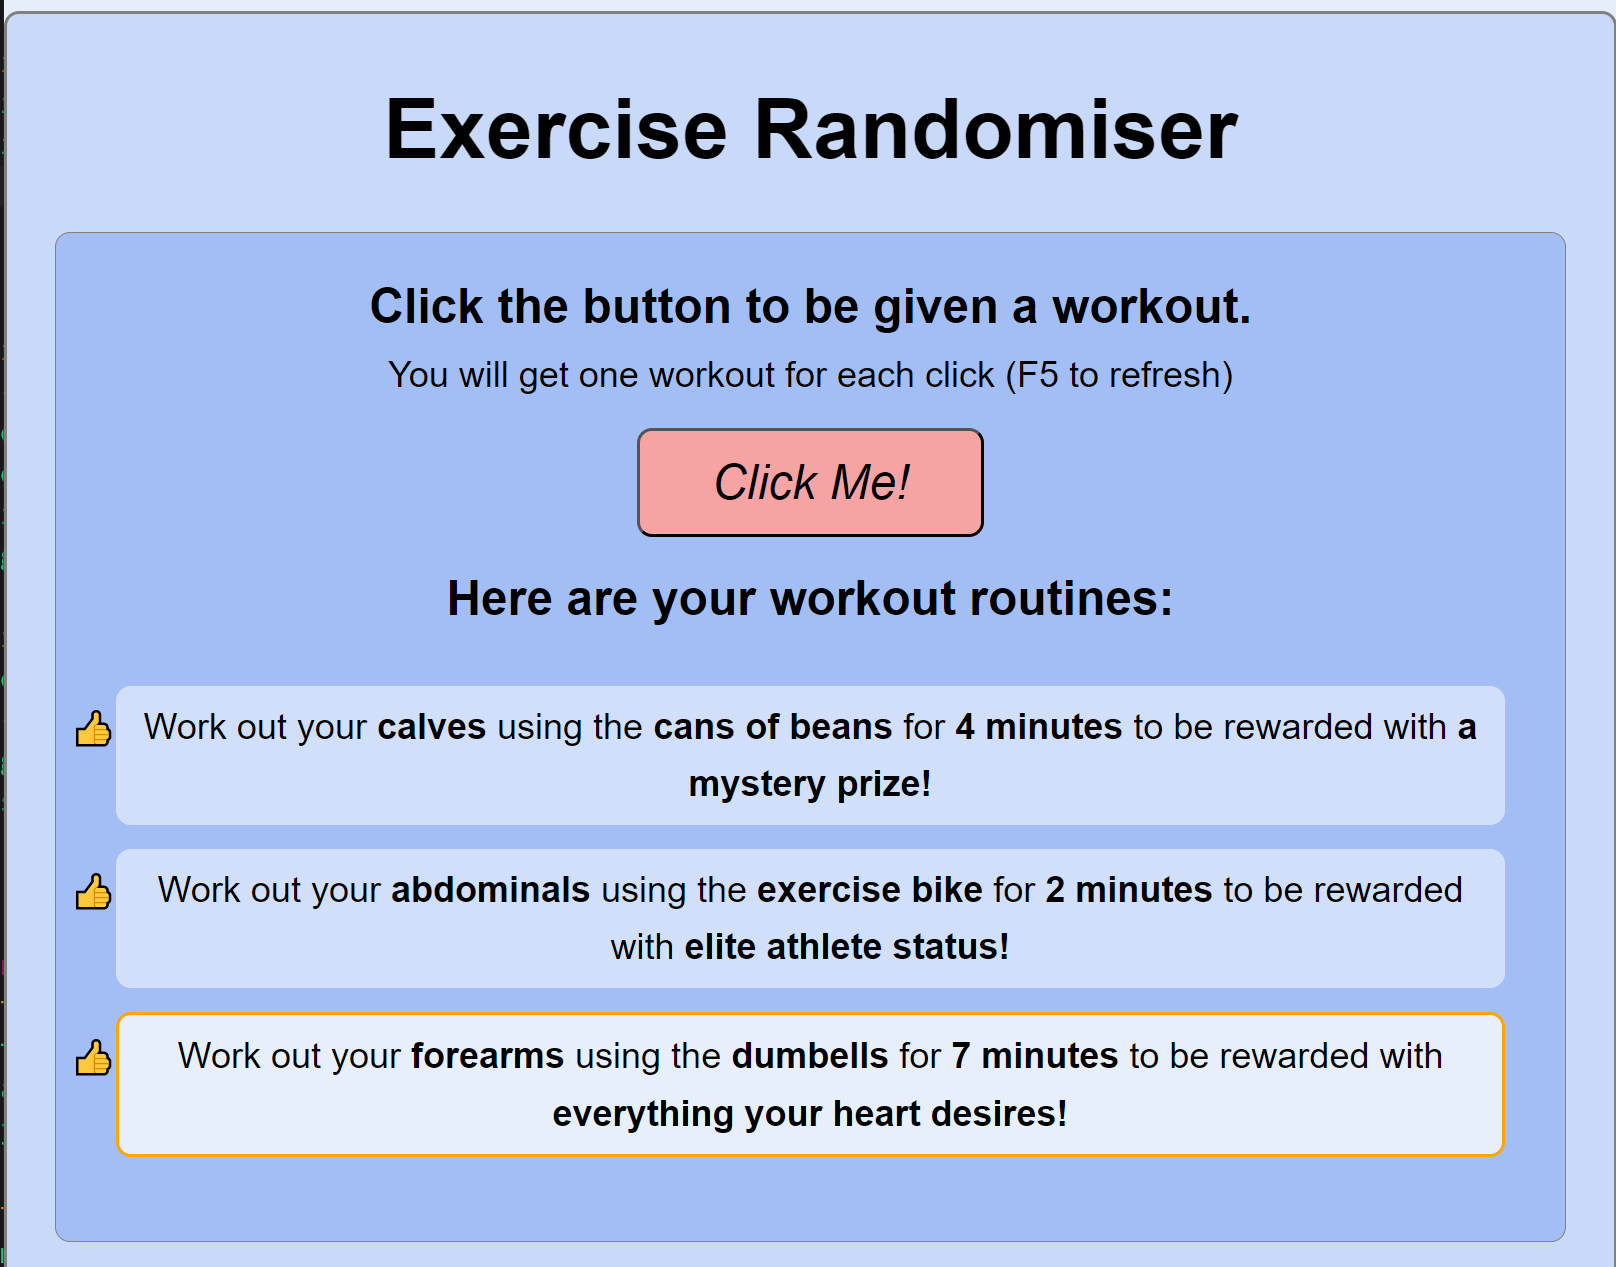 Exercise Randomiser
Click the button to be given a workout.
You will get one workout for each click (F5 to refresh)
Click Me!
Here are your workout routines:
Work out your calves using the cans of beans for 4 minutes to be rewarded with a
mystery prize!
Work out your abdominals using the exercise bike for 2 minutes to be rewarded
with elite athlete status!
Work out your forearms using the dumbells for 7 minutes to be rewarded with
everything your heart desires!